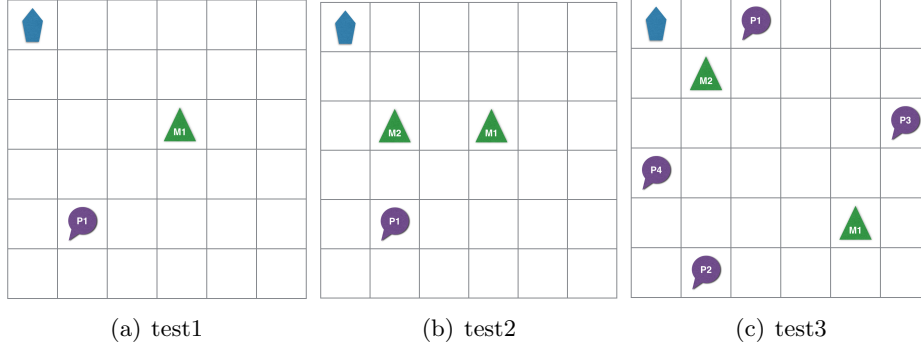 P1
M2
M1
M2
M1
P3
P4
P1
P1
M1
P2
(a) test1
(b) test2
(c) test3